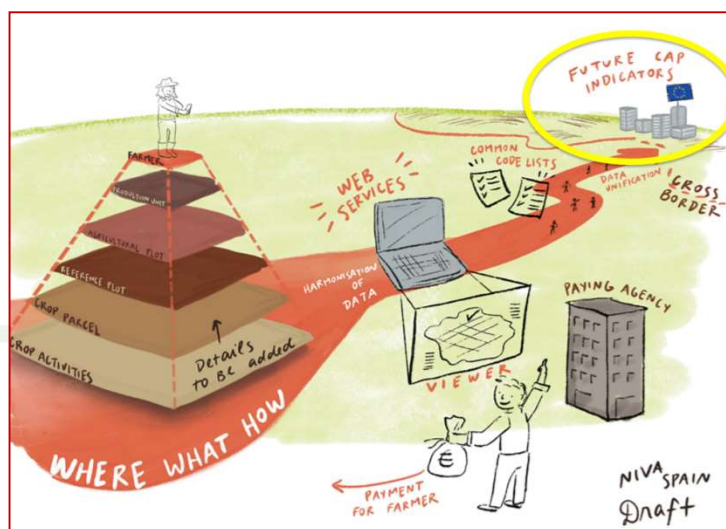 FUTURE CAP
INDICATORS
COMMON
CODE LISTS
DATA
UNIFICATION
CROSS
BORDER
WEB
SERVICES
HARMONISATION
OF
DATA
FARMER
PRODUCTION UNIT
AGRICULTURAL PLOT
REFERENCE PLOT
CROP PARCEL
CROP ACTIVITIES
Details
to be added
VIEWER
PAYING AGENCY
WHERE WHAT HOW
€
PAYMENT
FOR FARMER
NIVA
SPAIN
Draft